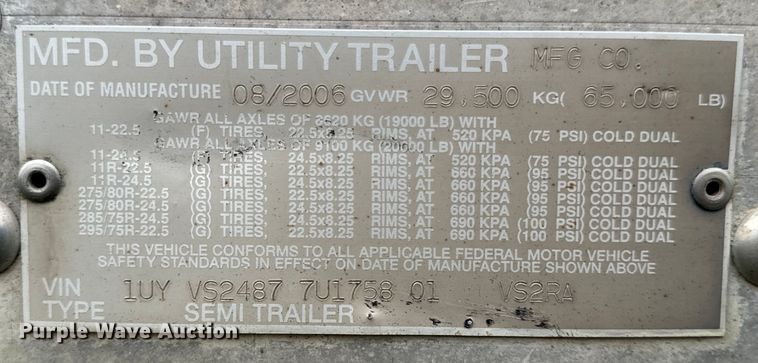 MFD. BY UTILITY TRAILER MFG CO.
DATE OF MANUFACTURE 08/2006 GVWR 29,500 KG( 65,000 LB)
GAWR ALL AXLES OF 8620 KG (19000 LB) WITH
11-22.5 (F) TIRES, 22.5x8.25 RIMS, AT 520 KPA (75 PSI) COLD DUAL
GAWR ALL AXLES OF 9100 KG (20000 LB) WITH
11-24.5 (F) TIRES, 24.5x8.25 RIMS, AT 520 KPA (75 PSI) COLD DUAL
11R-22.5 (G) TIRES, 22.5x8.25 RIMS, AT 660 KPA (95 PSI) COLD DUAL
11R-24.5 (G) TIRES, 24.5x8.25 RIMS, AT 660 KPA (95 PSI) COLD DUAL
275/80R-22.5 (G) TIRES, 22.5x8.25 RIMS, AT 660 KPA (95 PSI) COLD DUAL
275/80R-24.5 (G) TIRES, 24.5x8.25 RIMS, AT 660 KPA (95 PSI) COLD DUAL
285/75R-24.5 (G) TIRES, 24.5x8.25 RIMS, AT 690 KPA (100 PSI) COLD DUAL
295/75R-22.5 (G) TIRES, 22.5x8.25 RIMS, AT 690 KPA (100 PSI) COLD DUAL
THIS VEHICLE CONFORMS TO ALL APPLICABLE FEDERAL MOTOR VEHICLE
SAFETY STANDARDS IN EFFECT ON DATE OF MANUFACTURE SHOWN ABOVE
VIN 1UY VS2487 7U1758 01 VS2RA
TYPE SEMI TRAILER
Purple Wave Auction